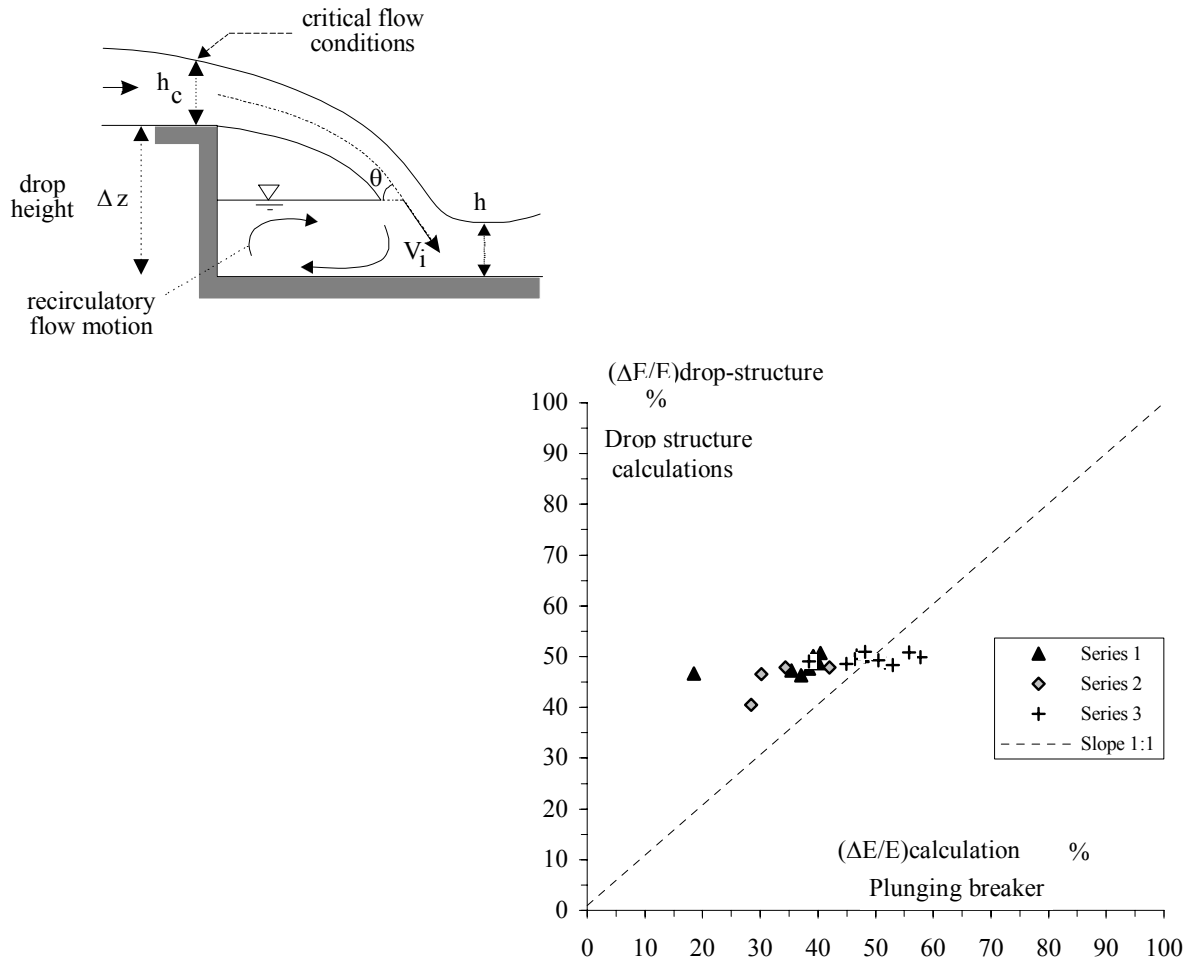 critical flow
conditions
h c
drop
height
Δ z
θ
h
V i
recirculatory
flow motion
(ΔE/E)drop-structure
%
Drop structure
calculations
100
90
80
70
60
50
40
30
20
10
0
Series 1
Series 2
Series 3
Slope 1:1
(ΔE/E)calculation %
Plunging breaker
0 10 20 30 40 50 60 70 80 90 100